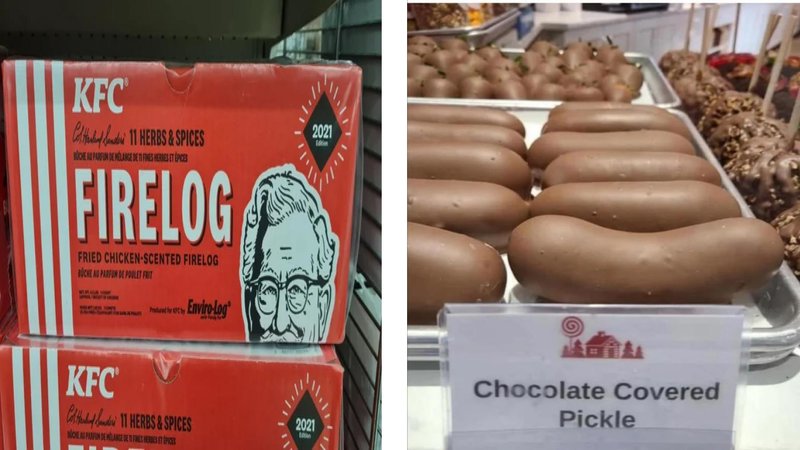 KFC
Col. Harland Sanders 11 HERBS & SPICES
BÛCHE AU PARFUM DE MÉLANGE DE 11 FINES HERBES ET ÉPICES
2021
Edition
FIRELOG
FRIED CHICKEN-SCENTED FIRELOG
BÛCHE AU PARFUM DE POULET FRIT
Produced for KFC by Enviro-Log®
KFC
11 HERBS & SPICES
BÛCHE AU PARFUM DE MÉLANGE DE 11 FINES HERBES ET ÉPICES
2021
Edition
Chocolate Covered
Pickle